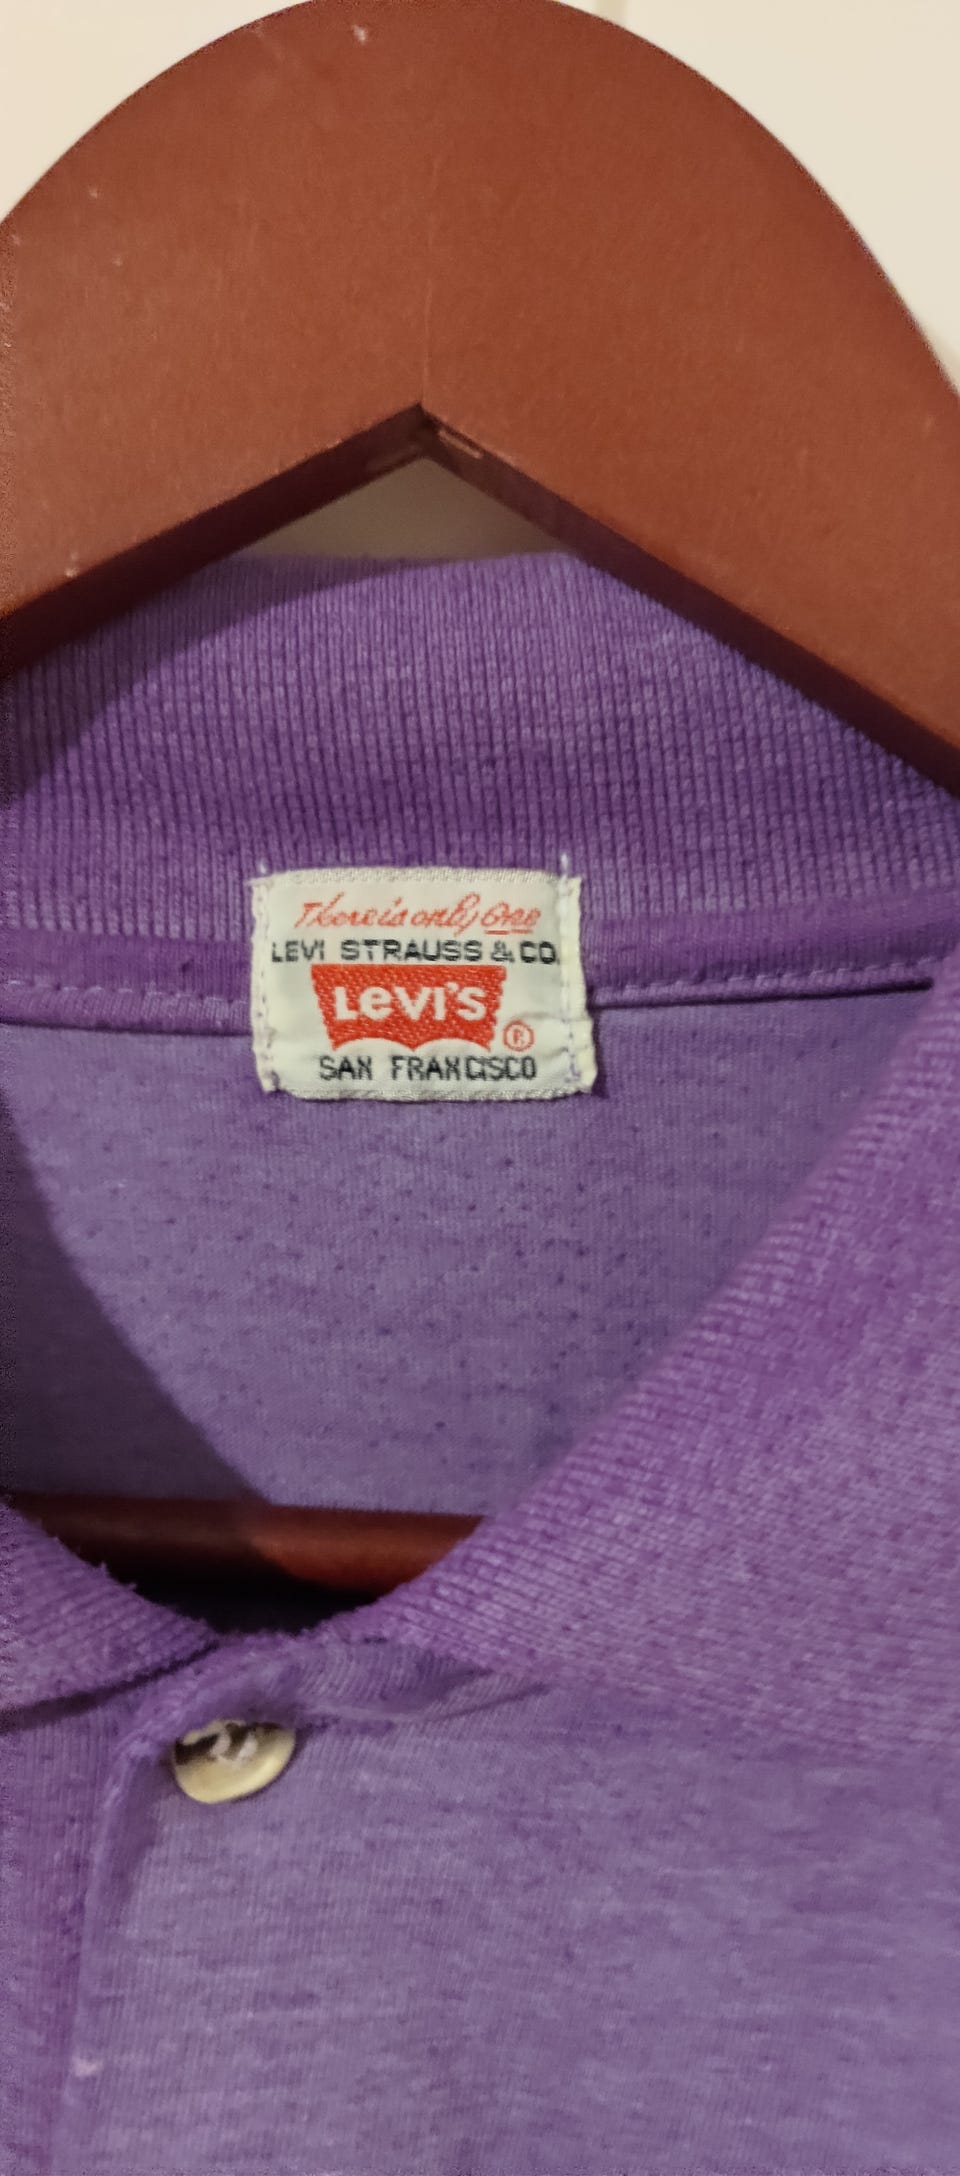 There is only One
LEVI STRAUSS & CO.
LeVI'S
®
SAN FRANCISCO